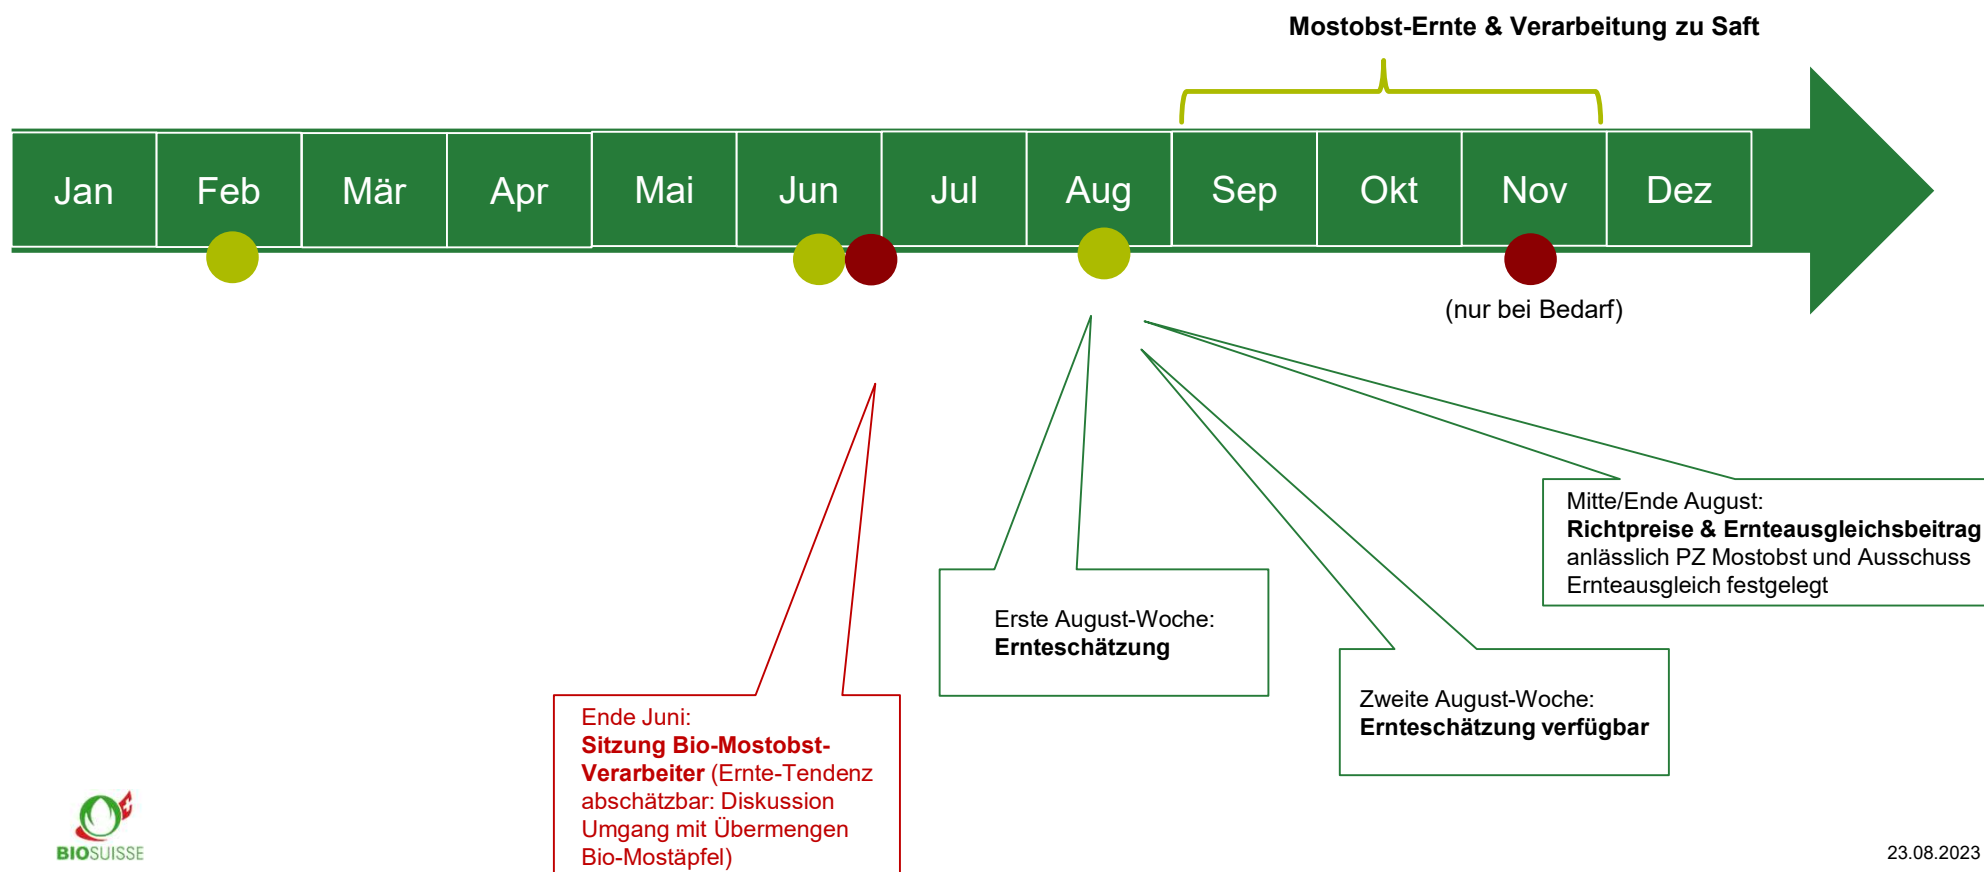 Mostobst-Ernte & Verarbeitung zu Saft
Jan Feb Mär Apr Mai Jun Jul Aug Sep Okt Nov Dez
(nur bei Bedarf)
Mitte/Ende August:
Richtpreise & Ernteausgleichsbeitrag
anlässlich PZ Mostobst und Ausschuss
Ernteausgleich festgelegt
Erste August-Woche:
Ernteschätzung
Zweite August-Woche:
Ernteschätzung verfügbar
Ende Juni:
Sitzung Bio-Mostobst-
Verarbeiter (Ernte-Tendenz
abschätzbar: Diskussion
Umgang mit Übermengen
Bio-Mostäpfel)
BIOSUISSE
23.08.2023